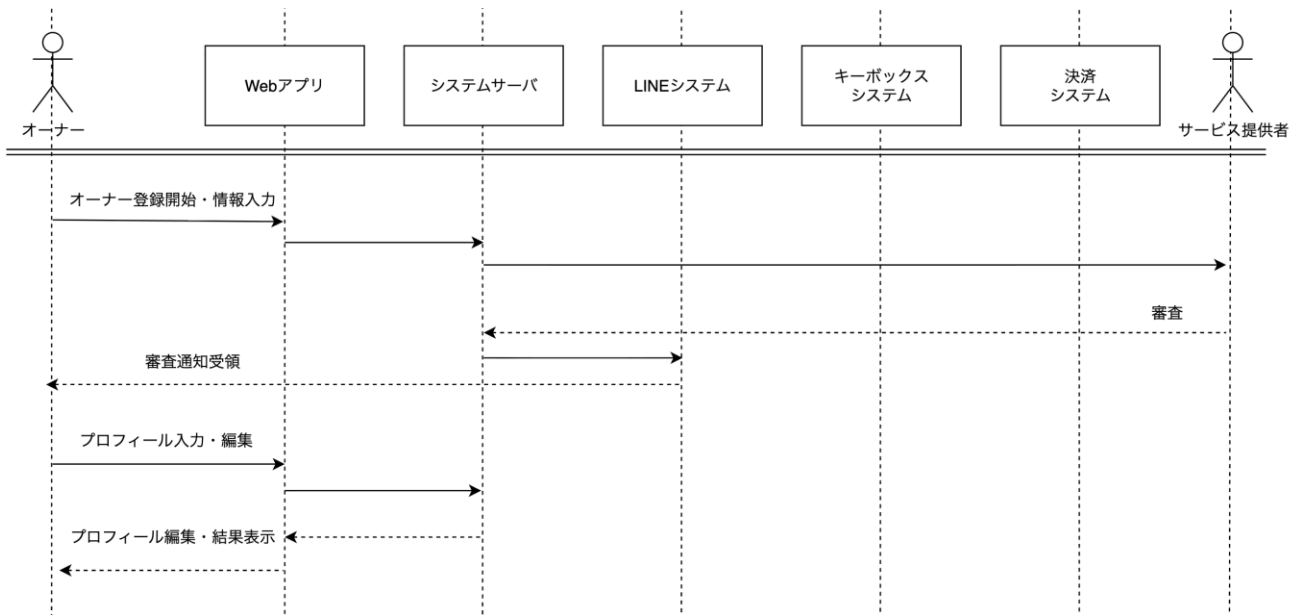 Webアプリ
システムサーバ
LINEシステム
キーボックス
システム
決済
システム
オーナー
サービス提供者
オーナー登録開始・情報入力
審査
審査通知受領
プロフィール入力・編集
プロフィール編集・結果表示